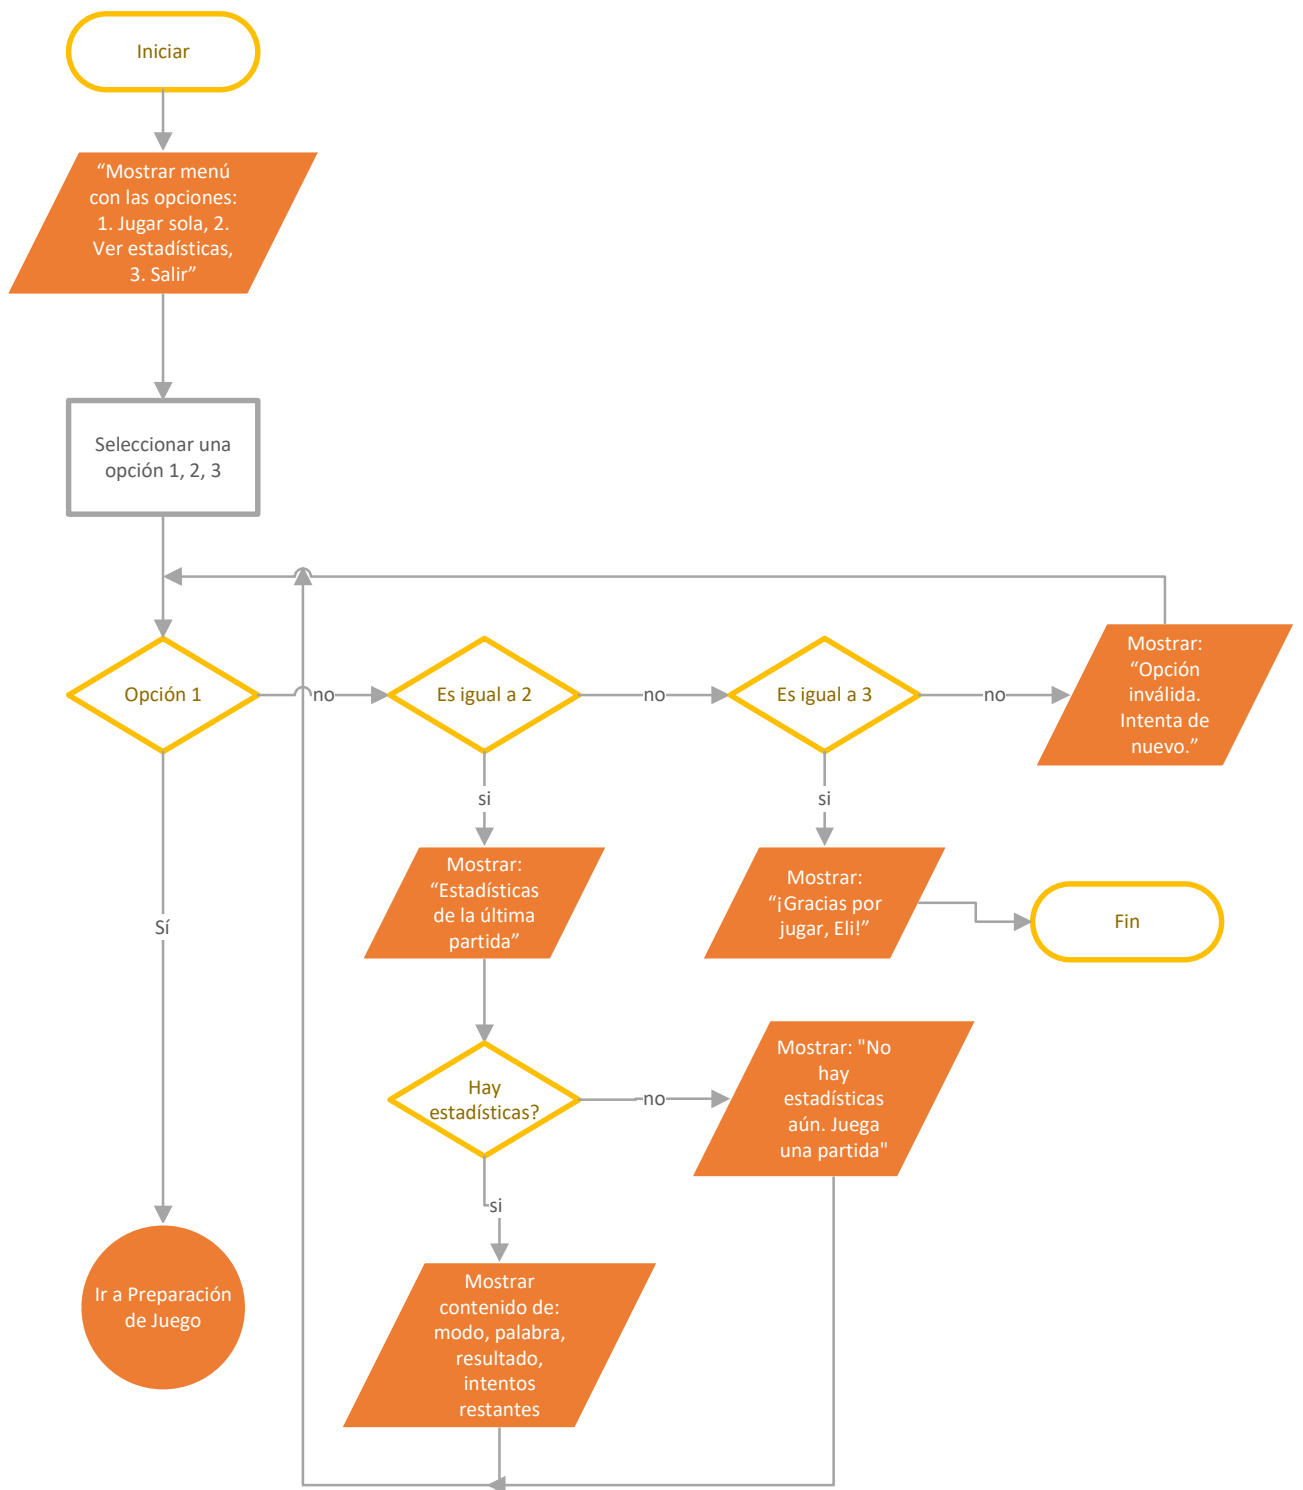 Iniciar
“Mostrar menú
con las opciones:
1. Jugar sola, 2.
Ver estadísticas,
3. Salir”
Seleccionar una
opción 1, 2, 3
Opción 1
no
Es igual a 2
no
Es igual a 3
no
Mostrar:
“Opción
inválida.
Intenta de
nuevo.”
si
si
Sí
Mostrar:
“Estadísticas
de la última
partida”
Mostrar:
“¡Gracias por
jugar, Eli!”
Fin
Hay
estadísticas?
no
Mostrar: "No
hay
estadísticas
aún. Juega
una partida"
si
Ir a Preparación
de Juego
Mostrar
contenido de:
modo, palabra,
resultado,
intentos
restantes